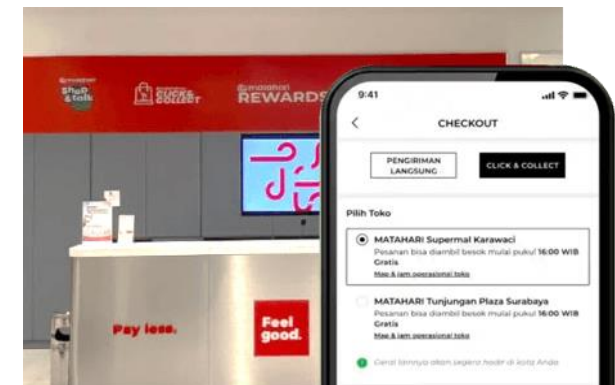 Shop
& talk
matahari
CLICK &
COLLECT
matahari
REWARDS
Pay less.
Feel
good.
9:41
CHECKOUT
PENGIRIMAN
LANGSUNG
CLICK & COLLECT
Pilih Toko
MATAHARI Supermal Karawaci
Pesanan bisa diambil besok mulai pukul 16:00 WIB
Gratis
Map & jam operasional toko
MATAHARI Tunjungan Plaza Surabaya
Pesanan bisa diambil besok mulai pukul 16:00 WIB
Gratis
Map & jam operasional toko
Gerai lainnya akan segera hadir di kota Anda